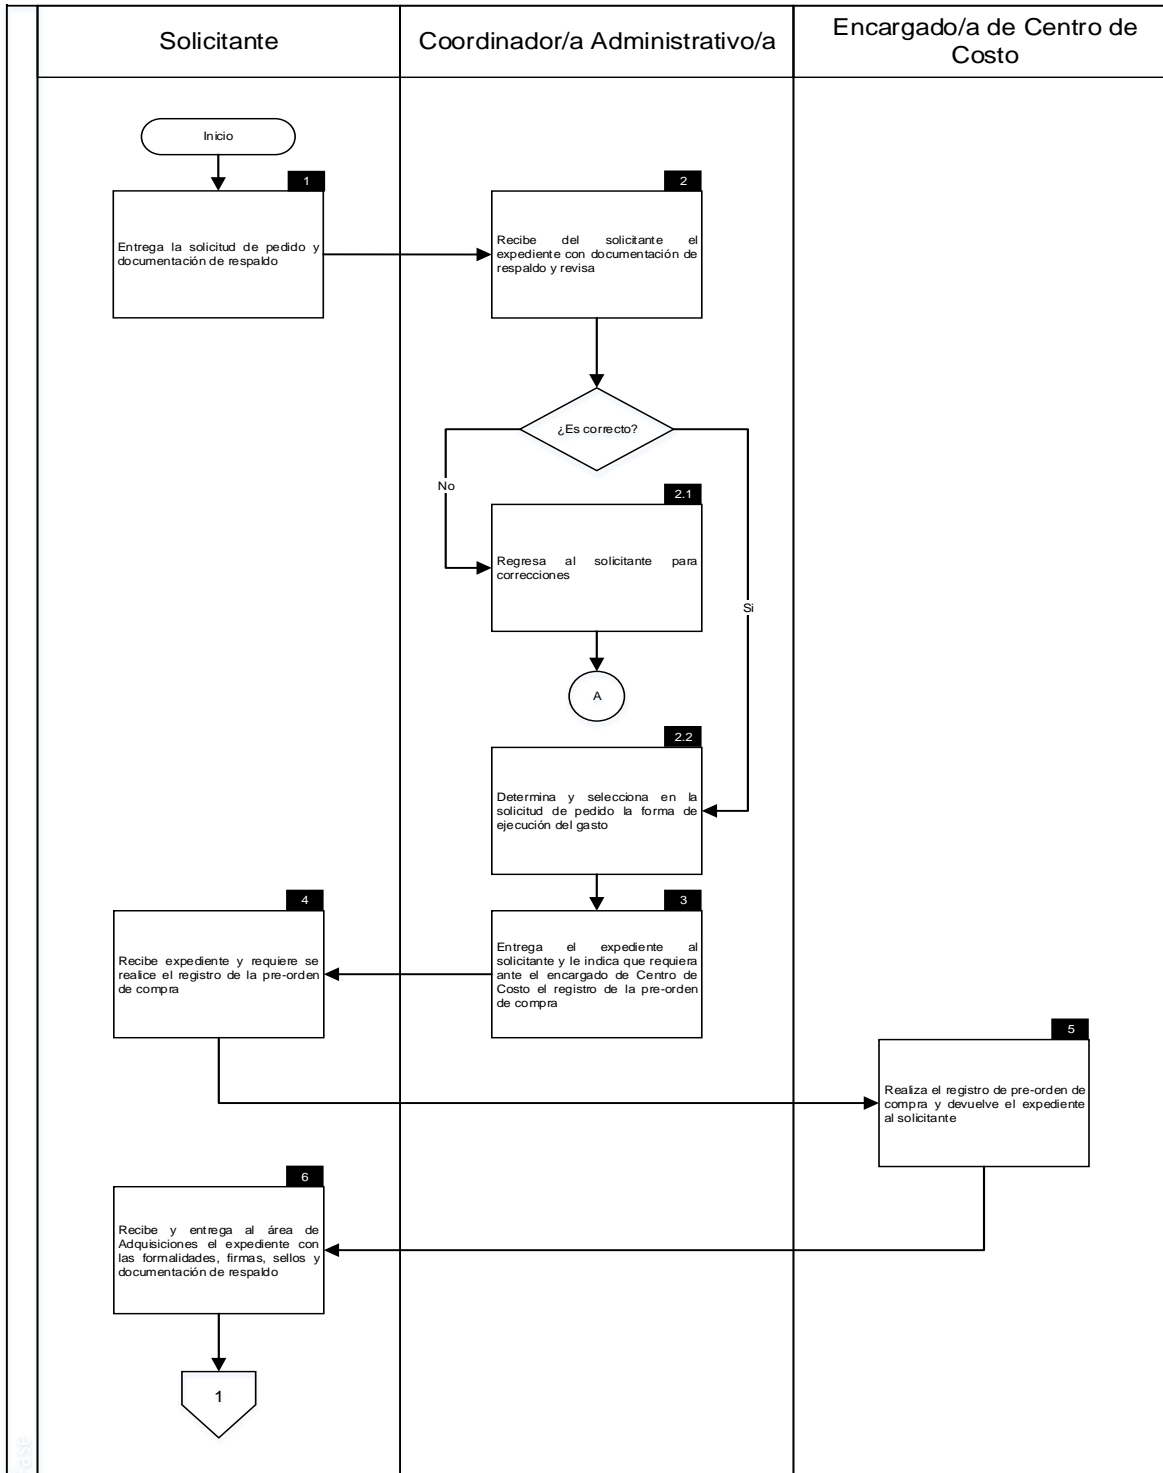 Solicitante
Coordinador/a Administrativo/a
Encargado/a de Centro de
Costo
Inicio
1
Entrega la solicitud de pedido y
documentación de respaldo
2
Recibe del solicitante el
expediente con documentación de
respaldo y revisa
¿Es correcto?
No
2.1
Regresa al solicitante para
correcciones
Si
A
2.2
Determina y selecciona en la
solicitud de pedido la forma de
ejecución del gasto
3
Entrega el expediente al
solicitante y le indica que requiera
ante el encargado de Centro de
Costo el registro de la pre-orden
de compra
4
Recibe expediente y requiere se
realice el registro de la pre-orden
de compra
5
Realiza el registro de pre-orden de
compra y devuelve el expediente
al solicitante
6
Recibe y entrega al área de
Adquisiciones el expediente con
las formalidades, firmas, sellos y
documentación de respaldo
1